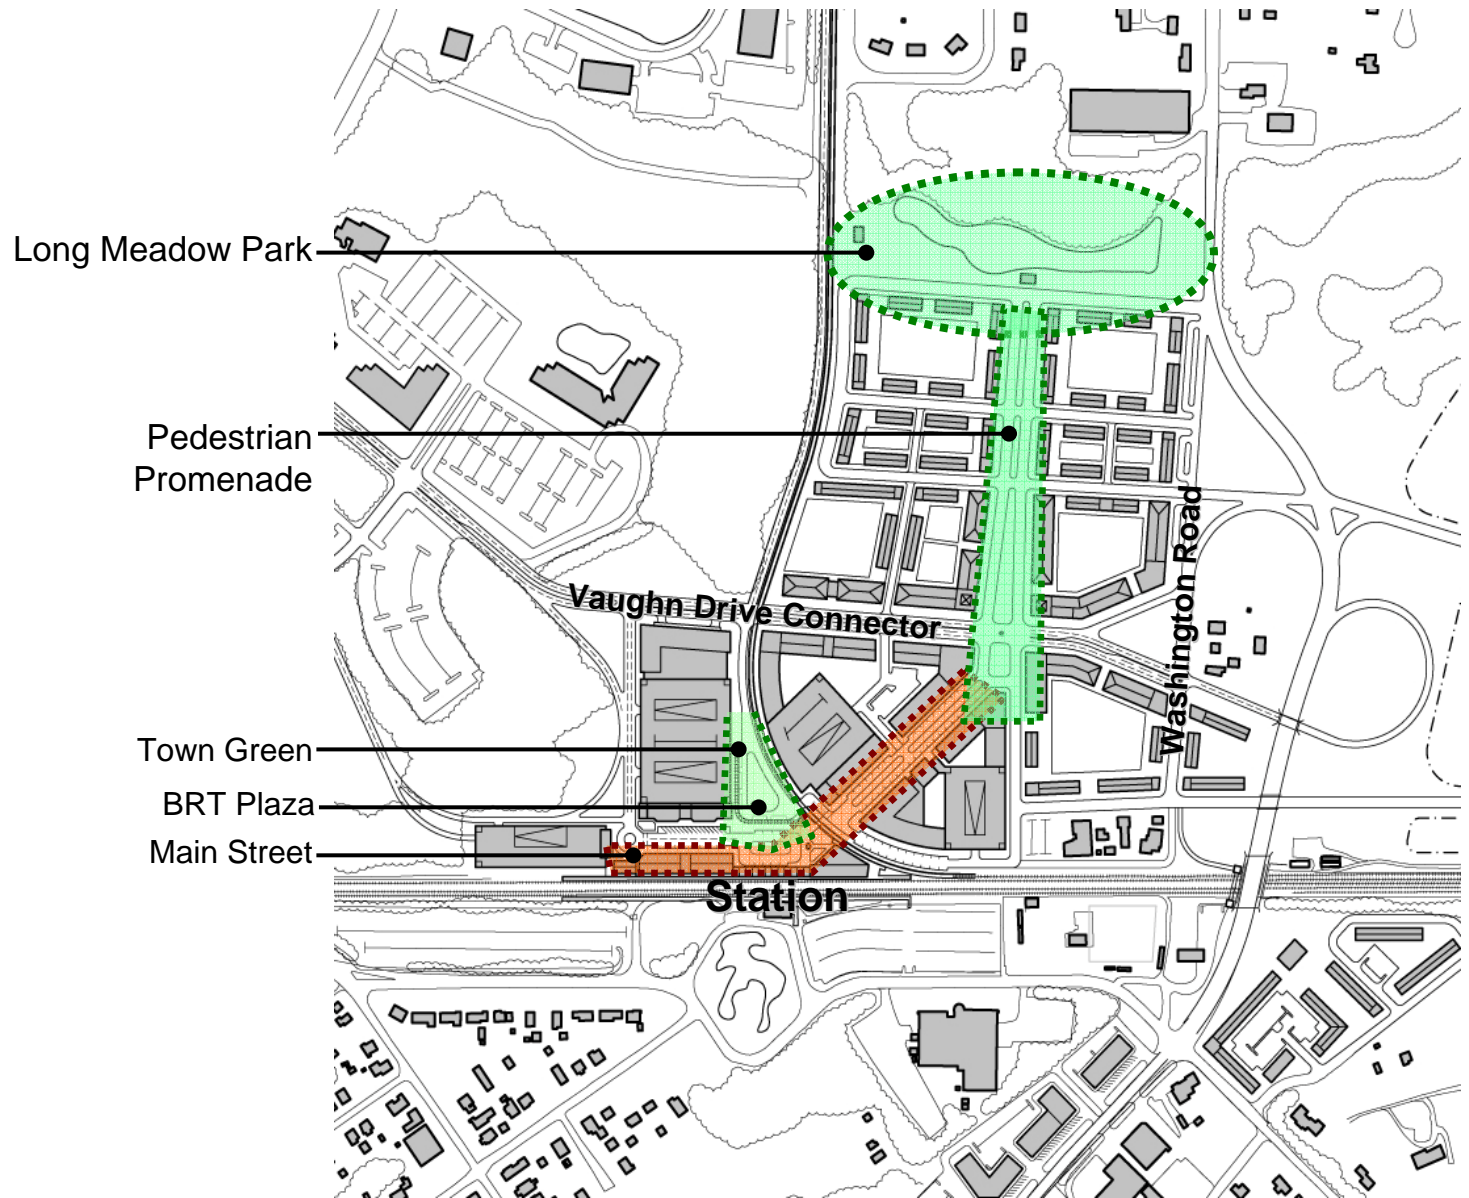 Long Meadow Park
Pedestrian
Promenade
Washington Road
Vaughn Drive Connector
Town Green
BRT Plaza
Main Street
Station